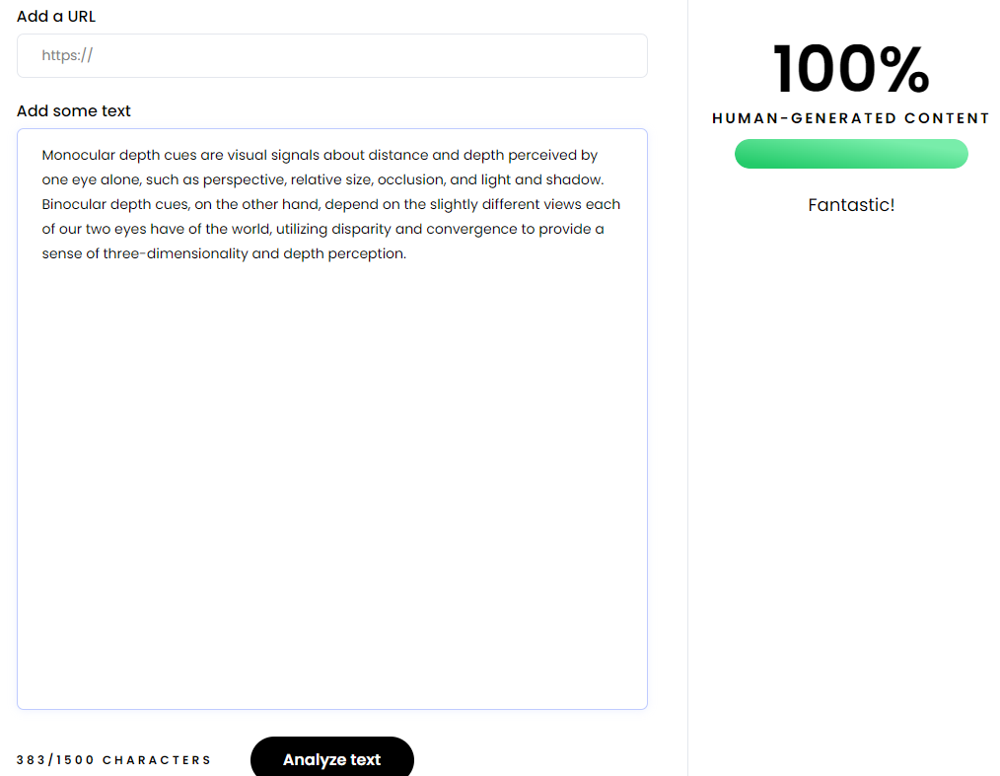 Add a URL
https://
Add some text
Monocular depth cues are visual signals about distance and depth perceived by
one eye alone, such as perspective, relative size, occlusion, and light and shadow.
Binocular depth cues, on the other hand, depend on the slightly different views each
of our two eyes have of the world, utilizing disparity and convergence to provide a
sense of three-dimensionality and depth perception.
383/1500 CHARACTERS
Analyze text
100%
HUMAN-GENERATED CONTENT
Fantastic!